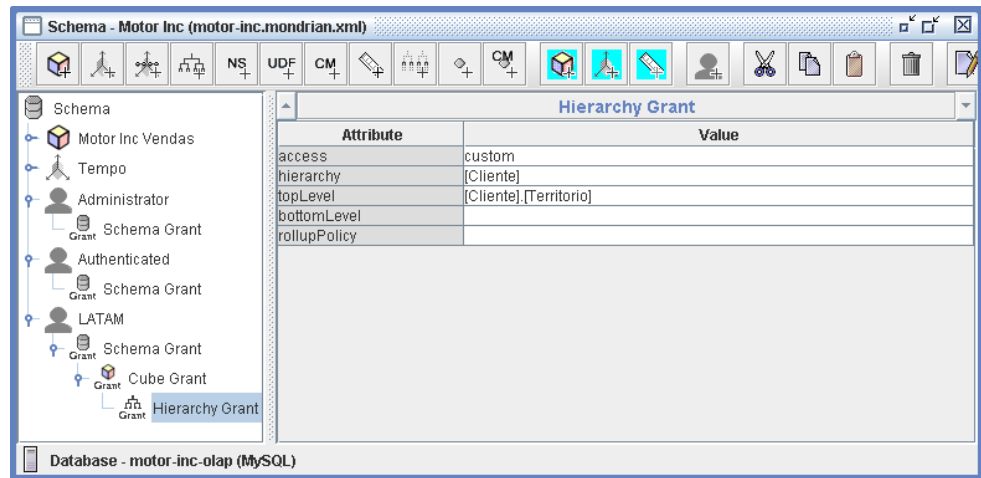 Schema - Motor Inc (motor-inc.mondrian.xml)
NS UDF CM CM
Schema
Motor Inc Vendas
Tempo
Administrator
Grant Schema Grant
Authenticated
Grant Schema Grant
LATAM
Grant Schema Grant
Grant Cube Grant
Grant Hierarchy Grant
Hierarchy Grant
Attribute Value
access custom
hierarchy [Cliente]
topLevel [Cliente].[Territorio]
bottomLevel
rollupPolicy
Database - motor-inc-olap (MySQL)